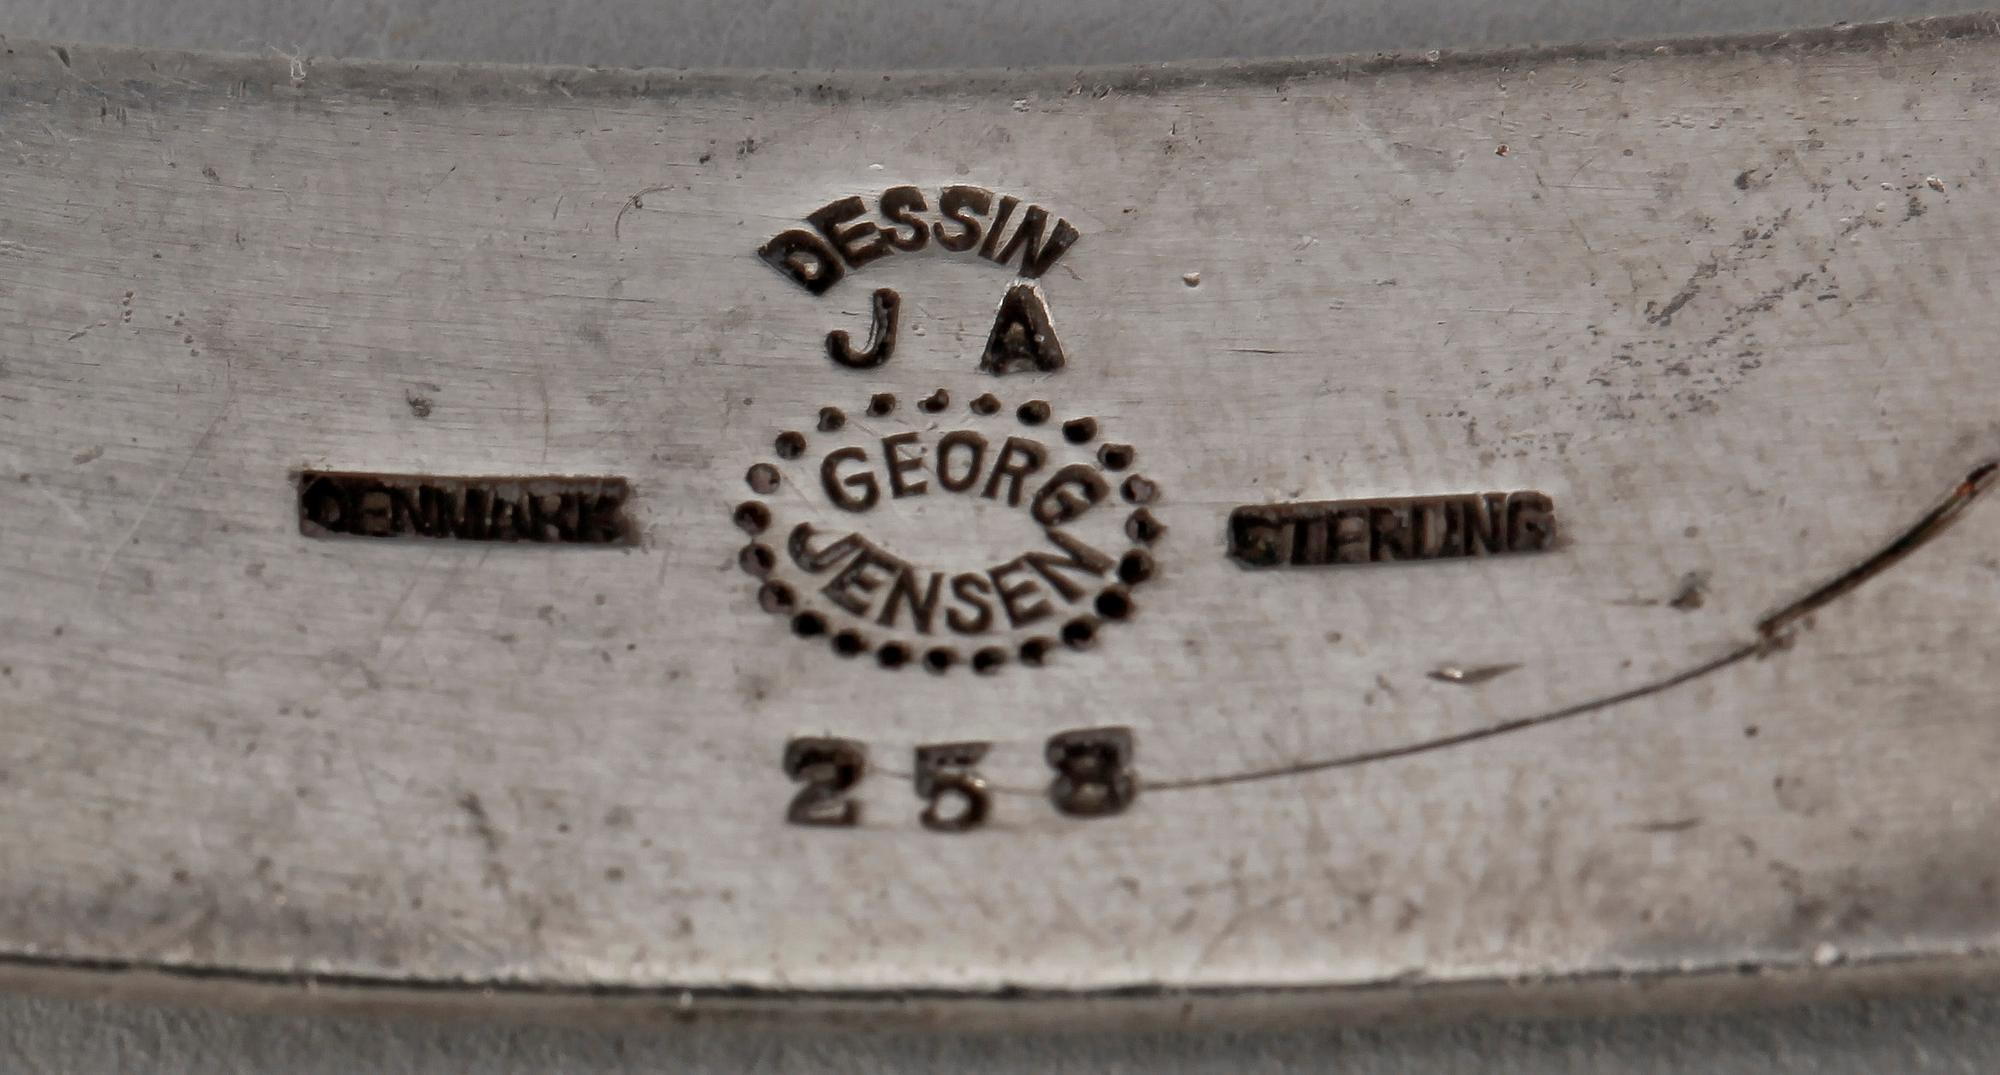 DESSIN
J A
DENMARK
GEORG
JENSEN
STERLING
258